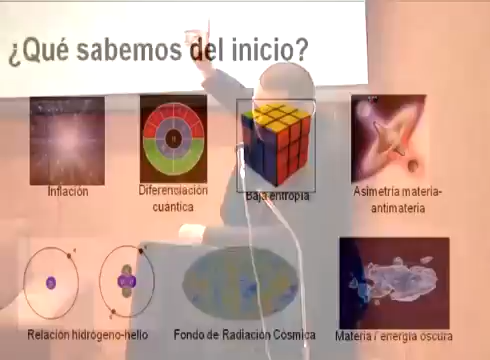 ¿Qué sabemos del inicio?
Inflación
Diferenciación
cuántica
Baja entropía
Asimetría materia-
antimateria
Relación hidrógeno-helio
Fondo de Radiación Cósmica
Materia / energía oscura